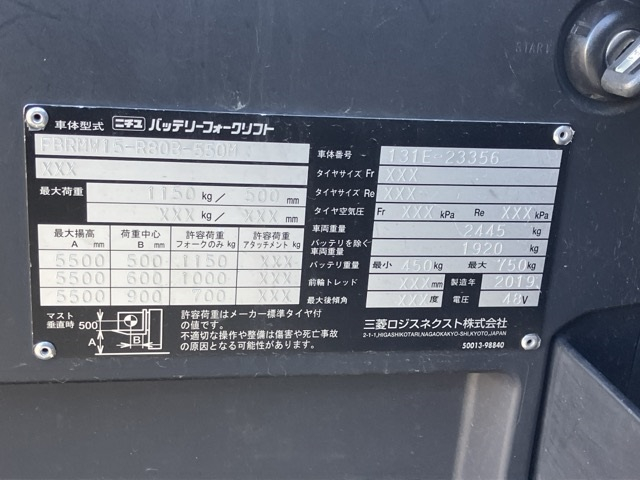 START
車体型式 ニチユ バッテリーフォークリフト
FBRMW15-R80B-550M
XXX
最大荷重 1150 kg/ 500 mm
XXX kg/ XXX mm
最大揚高 A mm 荷重中心 B mm 許容荷重 フォークのみ kg 許容荷重 アタッチメント kg
5500 500 1150 XXX
5500 600 1000 XXX
5500 900 700 XXX
マスト垂直時 500 A B
許容荷重はメーカー標準タイヤ付
の値です。
不適切な操作や整備は傷害や死亡事故
の原因となる可能性があります。
車体番号 131E-23356
タイヤサイズ Fr XXX
タイヤサイズ Re XXX
タイヤ空気圧 Fr XXX kPa Re XXX kPa
車両重量 2445 kg
バッテリを除く車両重量 1920 kg
バッテリ重量 最小 450 kg 最大 750 kg
前輪トレッド XXX mm 製造年 2019
最大後傾角 XXX 度 電圧 48 V
三菱ロジスネクスト株式会社
2-1-1,HIGASHIKOTARI,NAGAOKAKYO-SHI,KYOTO,JAPAN
50013-98840